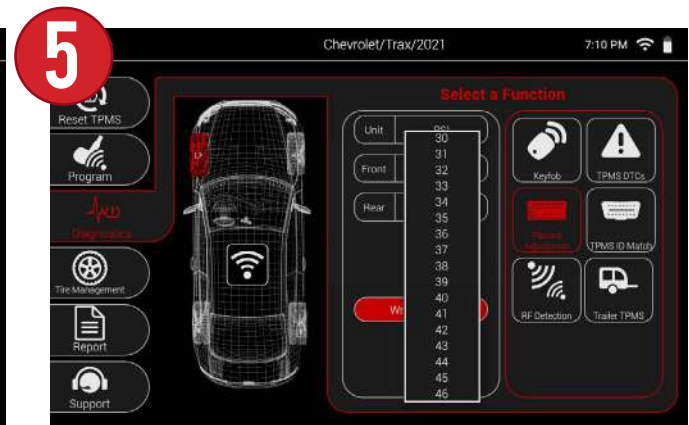 5
Chevrolet/Trax/2021
7:10 PM
Reset TPMS
Program
Diagnostics
Tire Management
Report
Support
LF
Select a Function
Unit
PSI
Front
Rear
30
31
32
33
34
35
36
37
38
39
40
41
42
43
44
45
46
Keyfob
TPMS DTCs
TPMS ID Match
RF Detection
Trailer TPMS